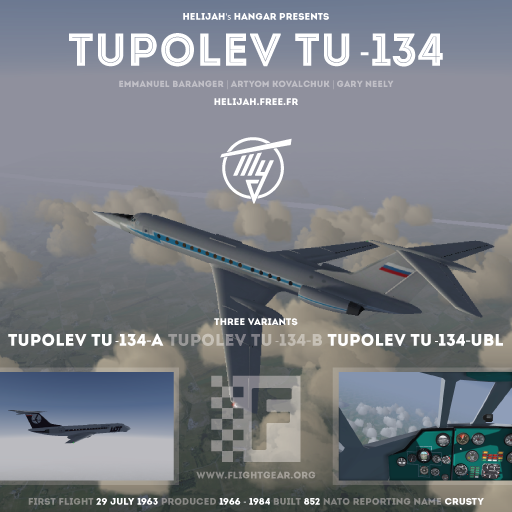 HELIJAH's HANGAR PRESENTS
TUPOLEV TU-134
EMMANUEL BARANGER | ARTYOM KOVALCHUK | GARY NEELY
HELIJAH.FREE.FR
Ту
THREE VARIANTS
TUPOLEV TU-134-A TUPOLEV TU-134-B TUPOLEV TU-134-UBL
LOT
F
WWW.FLIGHTGEAR.ORG
FIRST FLIGHT 29 JULY 1963 PRODUCED 1966 - 1984 BUILT 852 NATO REPORTING NAME CRUSTY